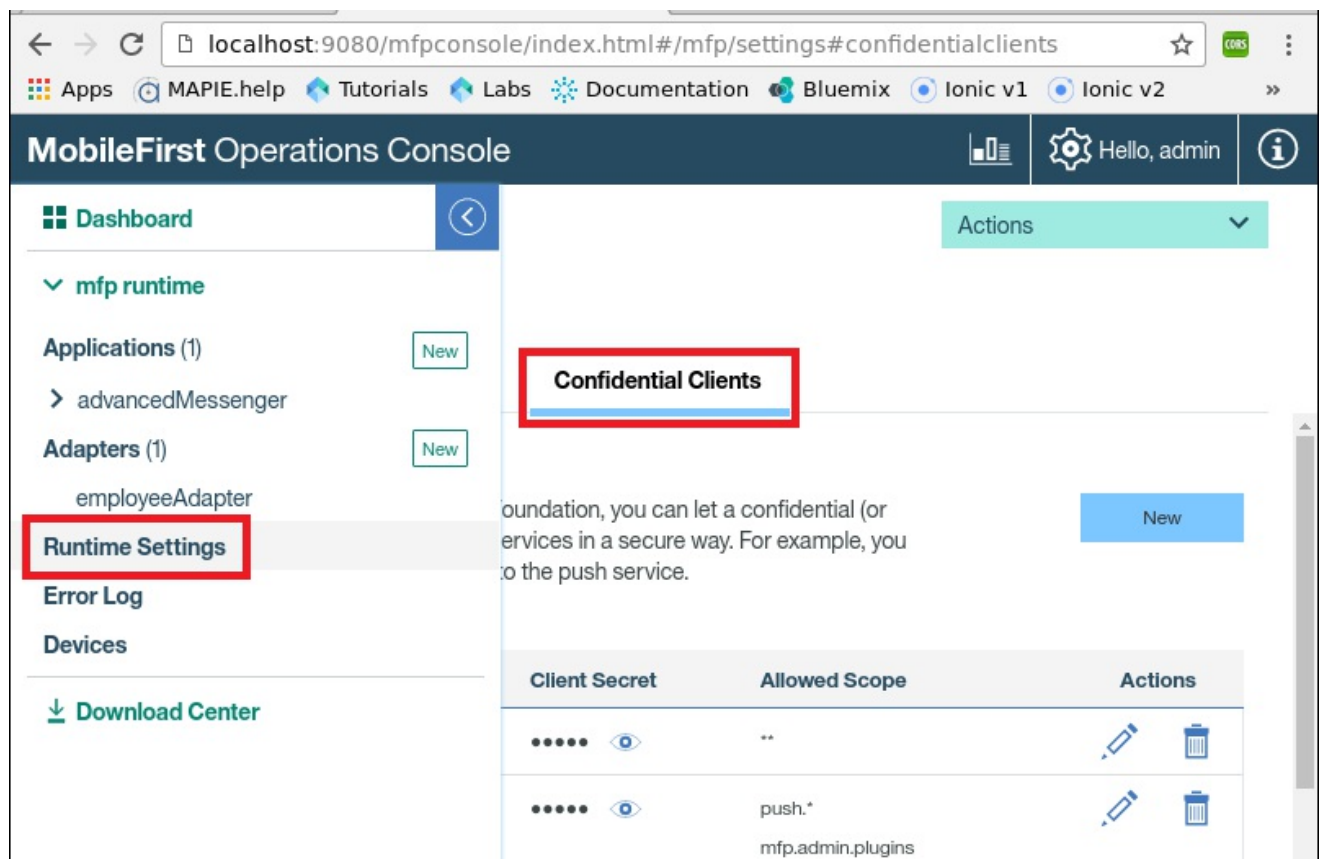 localhost:9080/mfpconsole/index.html#/mfp/settings#confidentialclients
CORS
Apps MAPIE.help Tutorials Labs Documentation Bluemix Ionic v1 Ionic v2 »
MobileFirst Operations Console
Hello, admin
Dashboard
Actions
mfp runtime
Applications (1) New
Confidential Clients
advancedMessenger
Adapters (1) New
employeeAdapter
oundation, you can let a confidential (or
New
ervices in a secure way. For example, you
Runtime Settings
o the push service.
Error Log
Devices
Client Secret Allowed Scope Actions
Download Center
••••• **
••••• push.*
mfp.admin.plugins